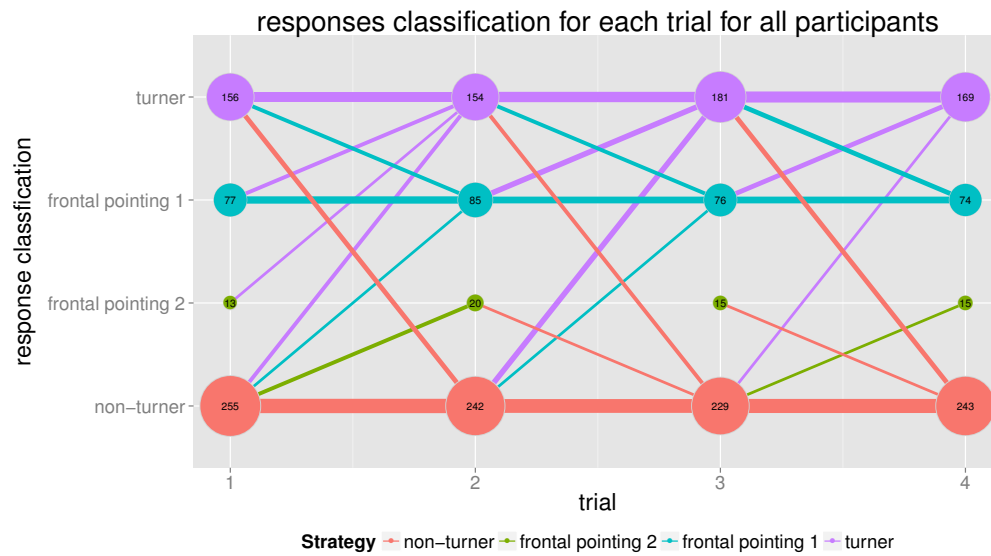 responses classification for each trial for all participants
response classfication
turner
156 154 181 169
frontal pointing 1
77 85 76 74
frontal pointing 2
13 20 15 15
non-turner
255 242 229 243
1 2 3 4
trial
Strategy non-turner frontal pointing 2 frontal pointing 1 turner